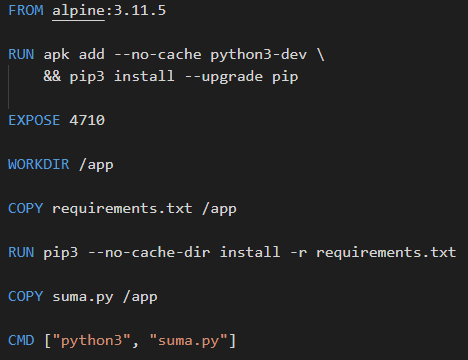 FROM alpine:3.11.5
RUN apk add --no-cache python3-dev \
    && pip3 install --upgrade pip
EXPOSE 4710
WORKDIR /app
COPY requirements.txt /app
RUN pip3 --no-cache-dir install -r requirements.txt
COPY suma.py /app
CMD ["python3", "suma.py"]